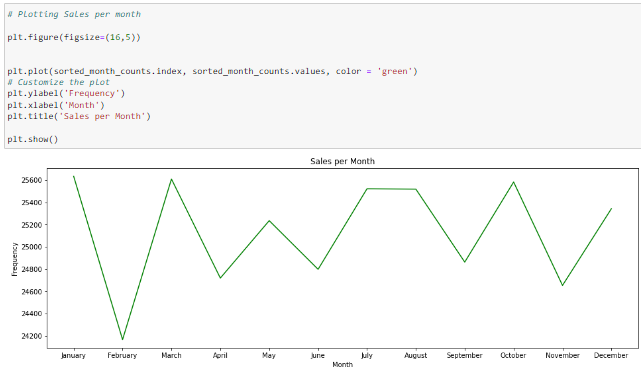 # Plotting Sales per month
plt.figure(figsize=(16,5))
plt.plot(sorted_month_counts.index, sorted_month_counts.values, color = 'green')
# Customize the plot
plt.ylabel('Frequency')
plt.xlabel('Month')
plt.title('Sales per Month')
plt.show()
Sales per Month
25600
25400
25200
25000
24800
24600
24400
24200
Frequency
January February March April May June July August September October November December
Month